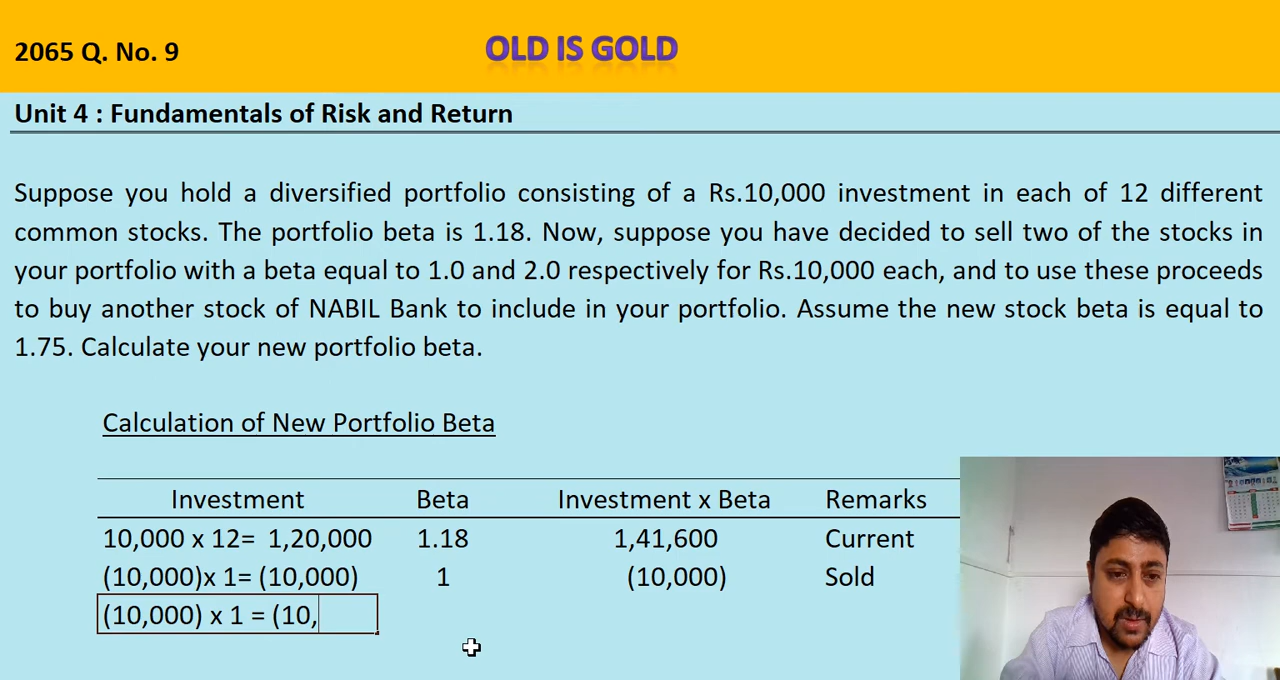 2065 Q. No. 9
OLD IS GOLD
Unit 4 : Fundamentals of Risk and Return
Suppose you hold a diversified portfolio consisting of a Rs.10,000 investment in each of 12 different
common stocks. The portfolio beta is 1.18. Now, suppose you have decided to sell two of the stocks in
your portfolio with a beta equal to 1.0 and 2.0 respectively for Rs.10,000 each, and to use these proceeds
to buy another stock of NABIL Bank to include in your portfolio. Assume the new stock beta is equal to
1.75. Calculate your new portfolio beta.
Calculation of New Portfolio Beta
Investment Beta Investment x Beta Remarks
10,000 x 12= 1,20,000 1.18 1,41,600 Current
(10,000)x 1= (10,000) 1 (10,000) Sold
(10,000) x 1 = (10,